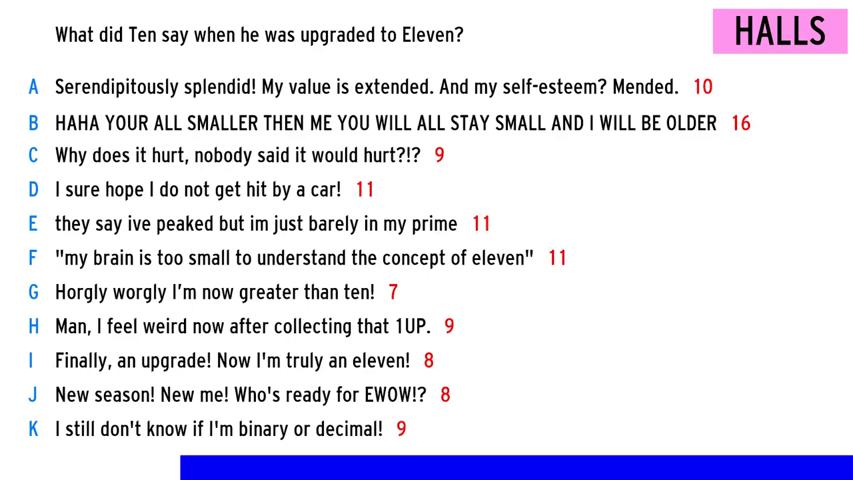 What did Ten say when he was upgraded to Eleven?
HALLS
A Serendipitously splendid! My value is extended. And my self-esteem? Mended. 10
B HAHA YOUR ALL SMALLER THEN ME YOU WILL ALL STAY SMALL AND I WILL BE OLDER 16
C Why does it hurt, nobody said it would hurt?!? 9
D I sure hope I do not get hit by a car! 11
E they say ive peaked but im just barely in my prime 11
F "my brain is too small to understand the concept of eleven" 11
G Horgly worgly I’m now greater than ten! 7
H Man, I feel weird now after collecting that 1UP. 9
I Finally, an upgrade! Now I'm truly an eleven! 8
J New season! New me! Who's ready for EWOW!? 8
K I still don't know if I'm binary or decimal! 9